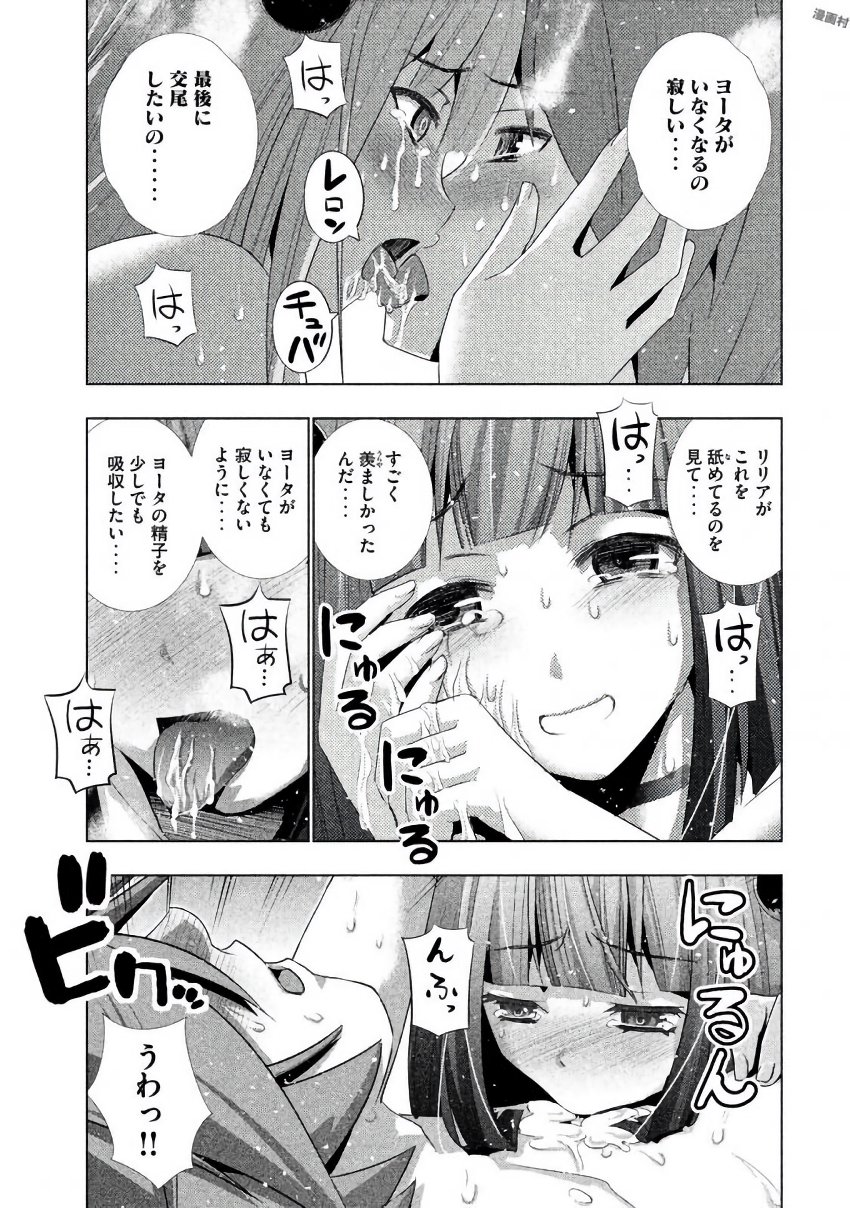 漫画村
ヨータが
いなくなるの
寂しい‥‥
はっ
最後に
交尾
したいの……
レロン
チュバ
はっ
リリアが
これを
舐めてるのを
見て‥‥
な
はっ…
はっ…
すごく
羨ましかった
んだ‥‥
うらや
にゅる
にゅる
ヨータが
いなくても
寂しくない
ように‥‥
ヨータの精子を
少しでも
吸収したい‥‥
はぁ…
はぁ…
にゅるん
んふっ
ビクッ
うわっ!!